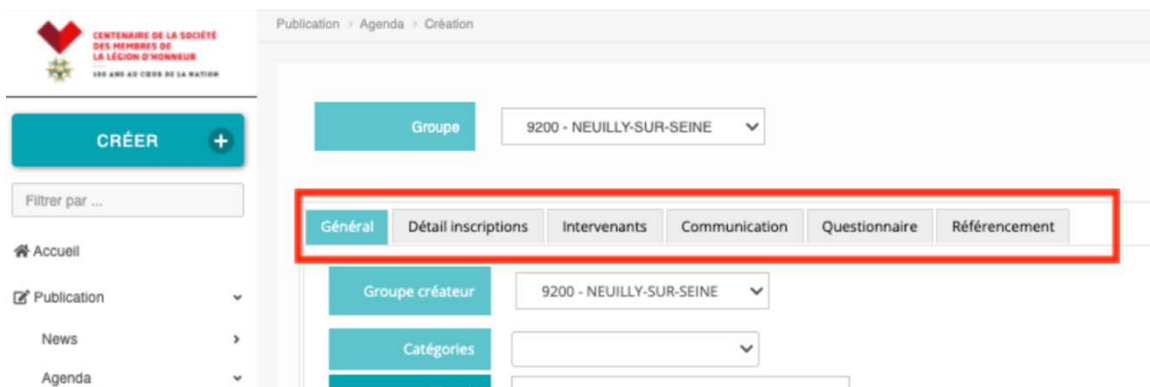 CENTENAIRE DE LA SOCIÉTÉ
DES MEMBRES DE
LA LÉGION D'HONNEUR
100 ANS AU CŒUR DE LA NATION
CRÉER
Filtrer par ...
Accueil
Publication
News
Agenda
Publication > Agenda > Création
Groupe 9200 - NEUILLY-SUR-SEINE
Général Détail inscriptions Intervenants Communication Questionnaire Référencement
Groupe créateur 9200 - NEUILLY-SUR-SEINE
Catégories